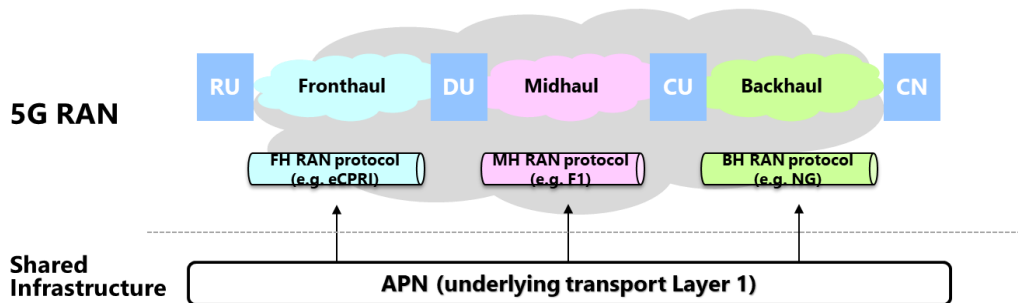 5G RAN
RU
Fronthaul
DU
Midhaul
CU
Backhaul
CN
FH RAN protocol
(e.g. eCPRI)
MH RAN protocol
(e.g. F1)
BH RAN protocol
(e.g. NG)
Shared
Infrastructure
APN (underlying transport Layer 1)